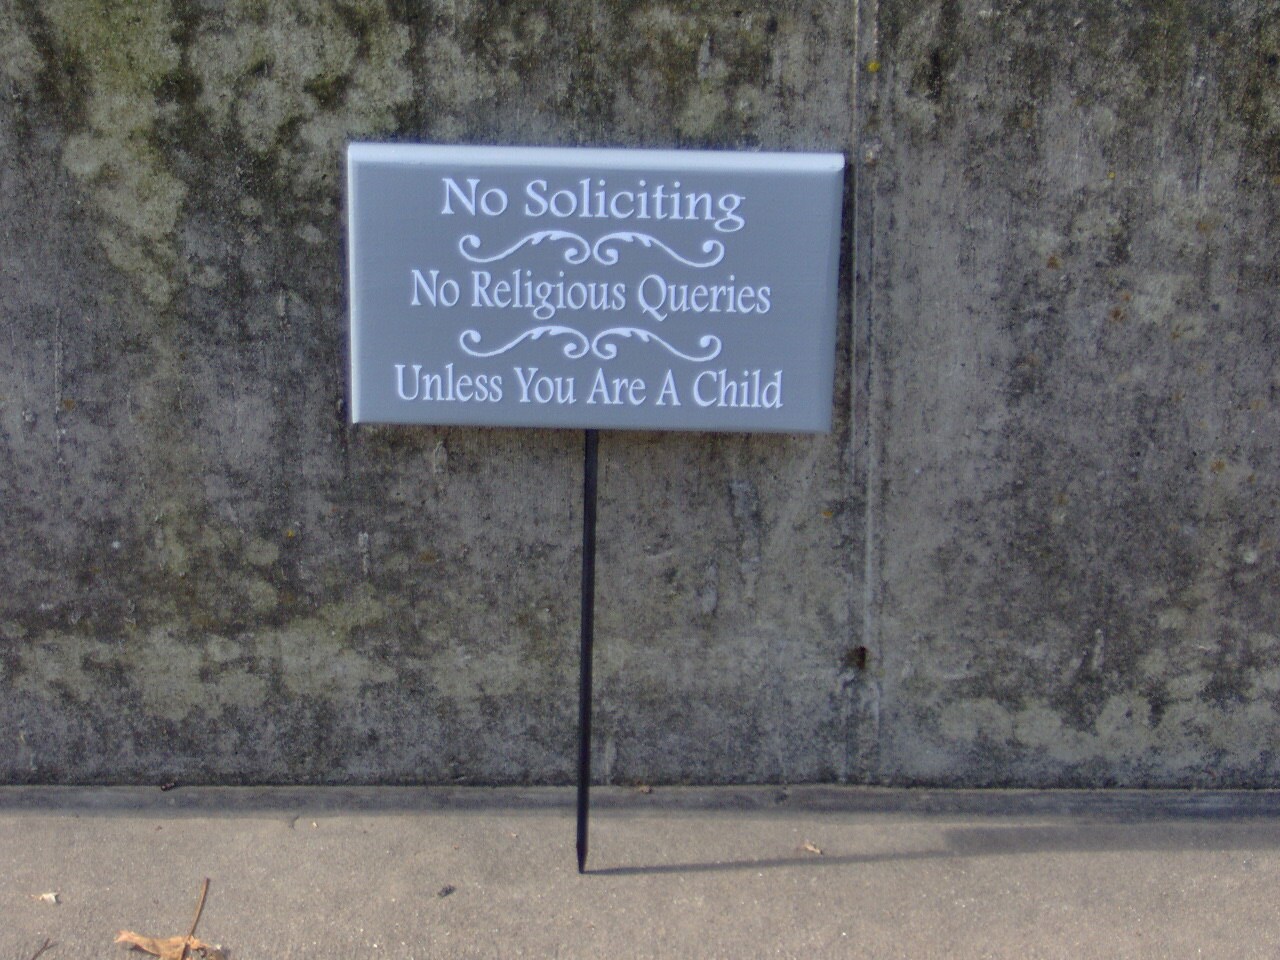 No Soliciting
No Religious Queries
Unless You Are A Child